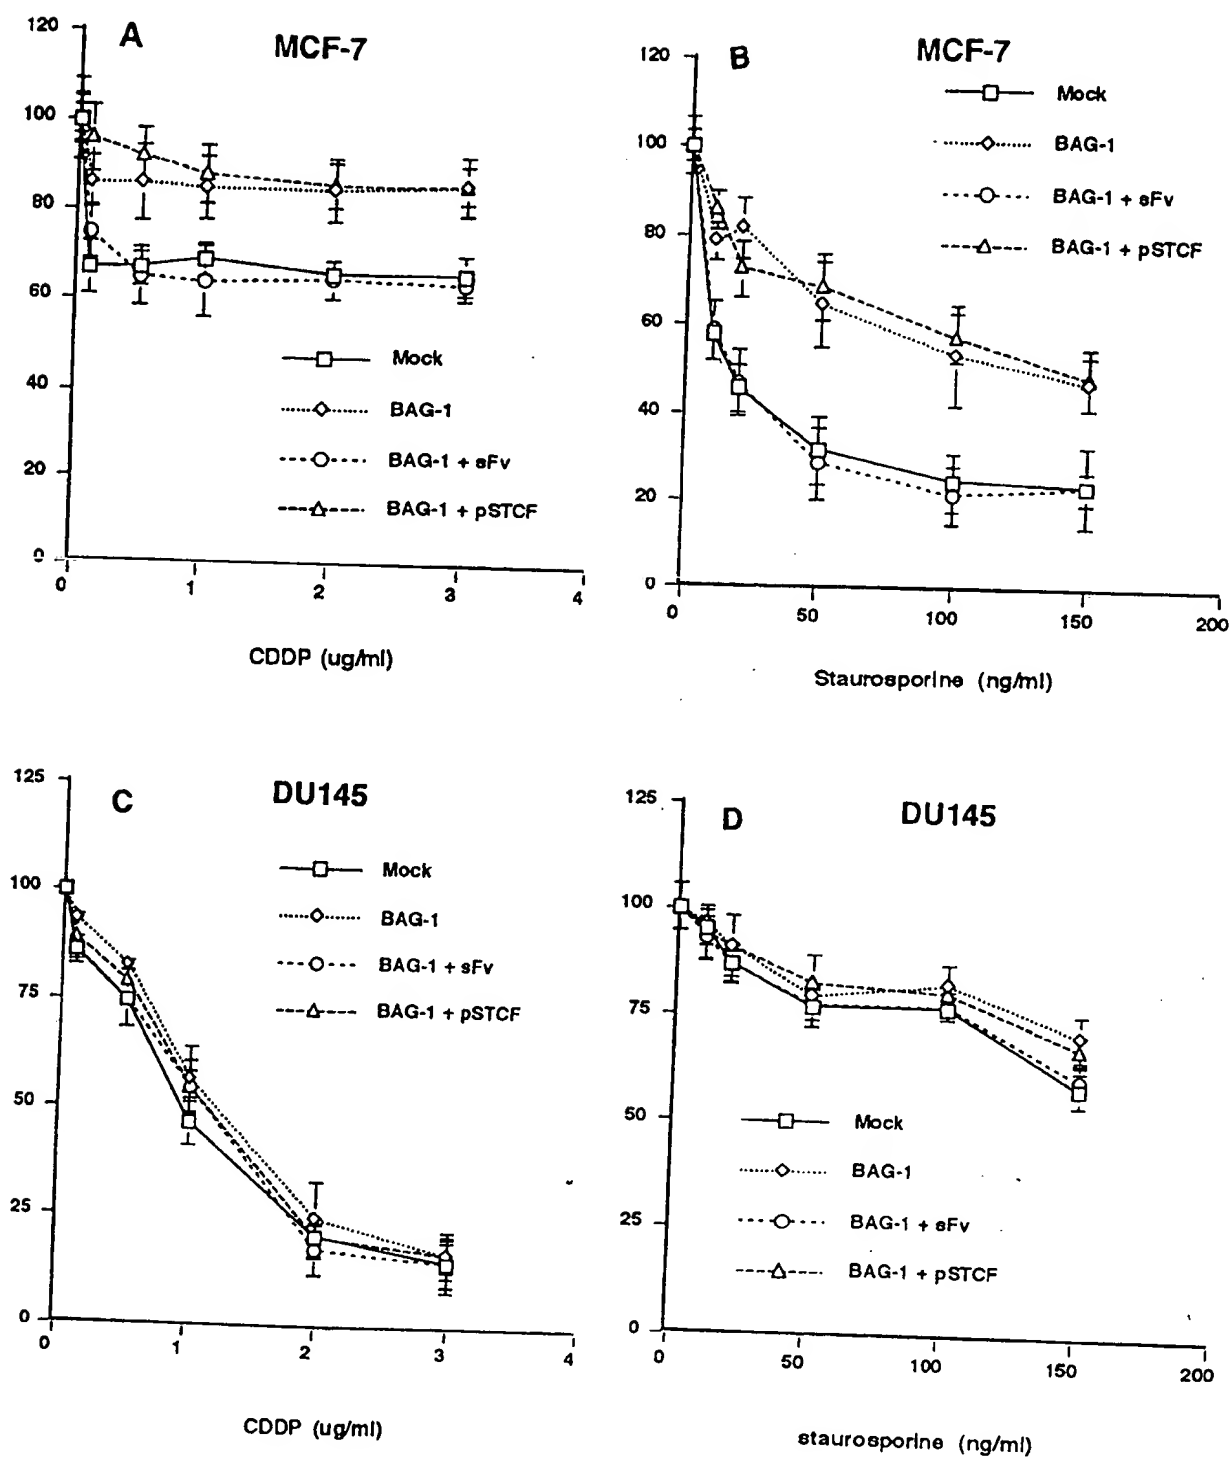 A
MCF-7
120
100
80
60
40
20
0
Mock
BAG-1
BAG-1 + sFv
BAG-1 + pSTCF
0 1 2 3 4
CDDP (ug/ml)
B
MCF-7
120
100
80
60
40
20
0
Mock
BAG-1
BAG-1 + sFv
BAG-1 + pSTCF
0 50 100 150 200
Staurosporine (ng/ml)
C
DU145
125
100
75
50
25
0
Mock
BAG-1
BAG-1 + sFv
BAG-1 + pSTCF
0 1 2 3 4
CDDP (ug/ml)
D
DU145
125
100
75
50
25
0
Mock
BAG-1
BAG-1 + sFv
BAG-1 + pSTCF
0 50 100 150 200
staurosporine (ng/ml)